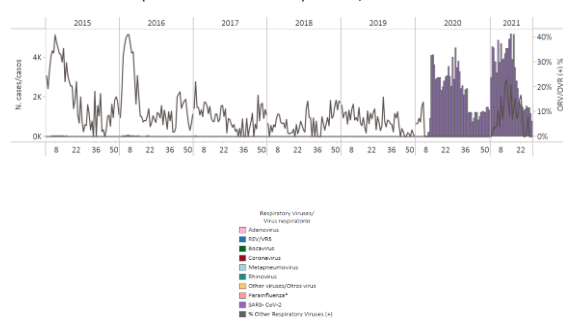 2015 2016 2017 2018 2019 2020 2021
N. cases/casos
4K
2K
0K
40%
30%
20%
10%
0%
ORV/OVR (+) %
8 22 36 50 8 22 36 50 8 22 36 50 8 22 36 50 8 22 36 50 8 22 36 50 8 22
Respiratory Viruses/
Virus respiratorio
Adenovirus
RSV/VRS
Bocavirus
Coronavirus
Metapneumovirus
Rhinovirus
Other viruses/Otros virus
Parainfluenza*
SARS- CoV-2
% Other Respiratory Viruses (+)